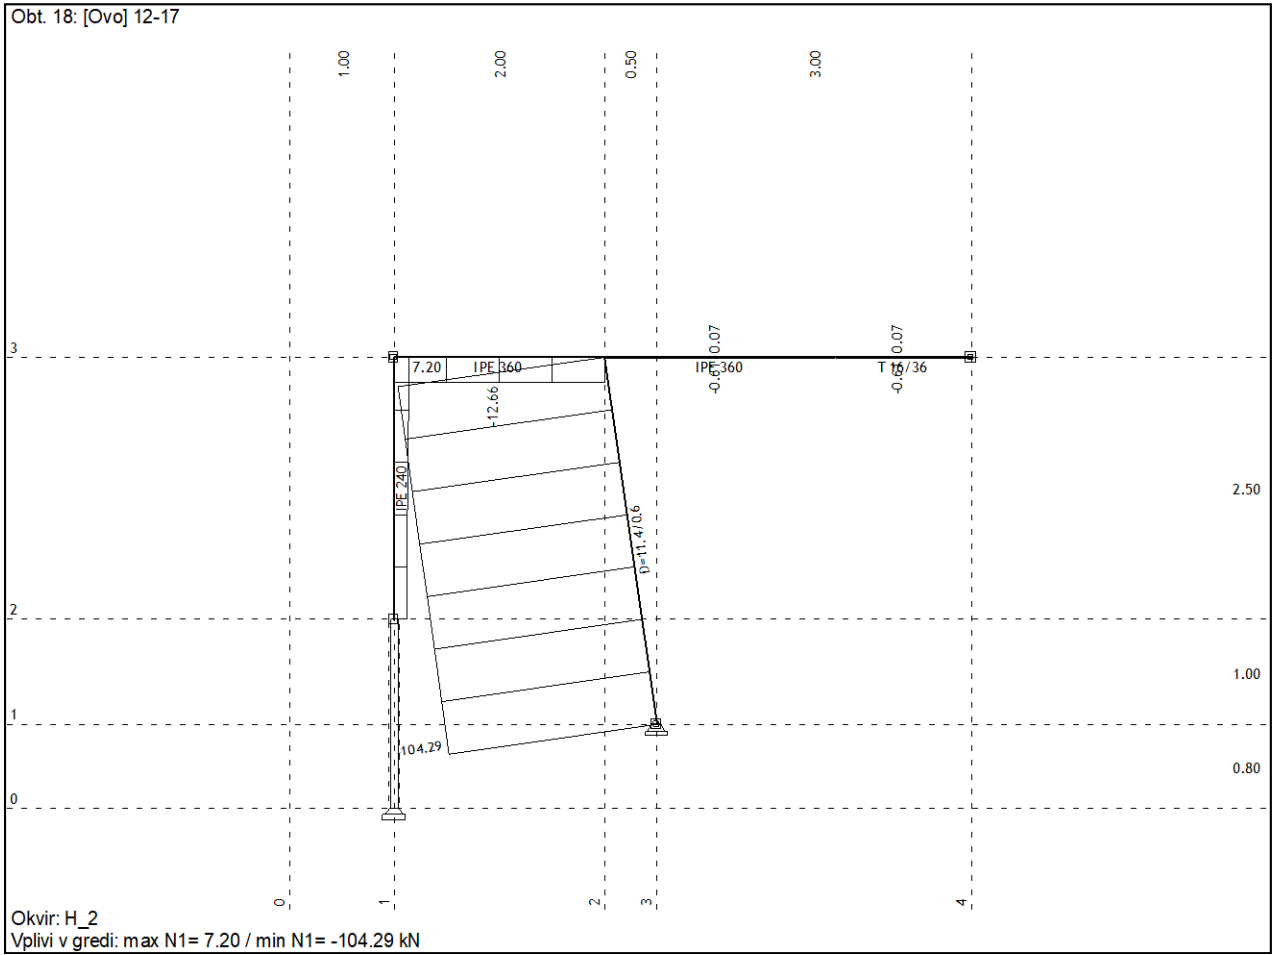 Obt. 18: [Ovo] 12-17
1.00
2.00
0.50
3.00
3
7.20
IPE 360
-12.66
0.07
IPE 360
0.07
T 16/36
IPE 240
2.50
D=11.4/0.6
2
1.00
1
104.29
0.80
0
0
1
2
3
4
Okvir: H_2
Vplivi v gredi: max N1= 7.20 / min N1= -104.29 kN